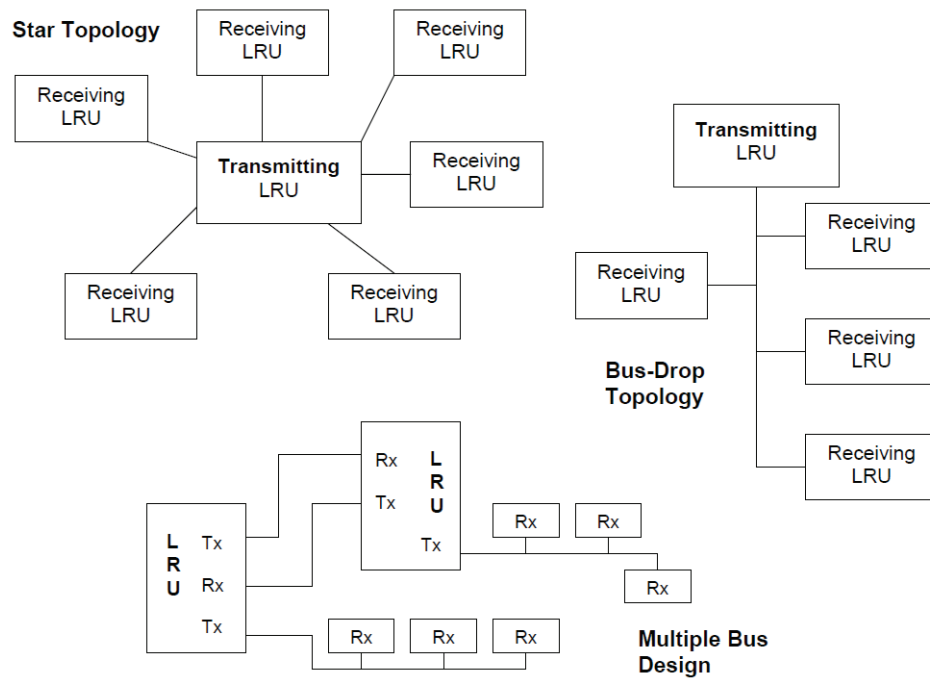 Star Topology
Receiving
LRU
Receiving
LRU
Receiving
LRU
Transmitting
LRU
Receiving
LRU
Receiving
LRU
Receiving
LRU
Transmitting
LRU
Receiving
LRU
Receiving
LRU
Receiving
LRU
Receiving
LRU
Bus-Drop
Topology
L
R
U
Tx
Rx
Tx
Rx
Tx
Tx
L
R
U
Rx
Rx
Rx
Rx
Rx
Rx
Multiple Bus
Design